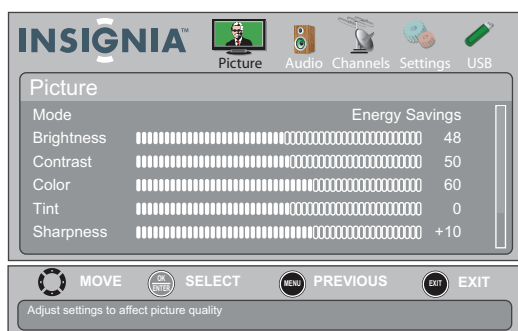 INSIGNIA™
Picture Audio Channels Settings USB
Picture
Mode Energy Savings
Brightness 48
Contrast 50
Color 60
Tint 0
Sharpness +10
MOVE OK ENTER SELECT MENU PREVIOUS EXIT EXIT
Adjust settings to affect picture quality